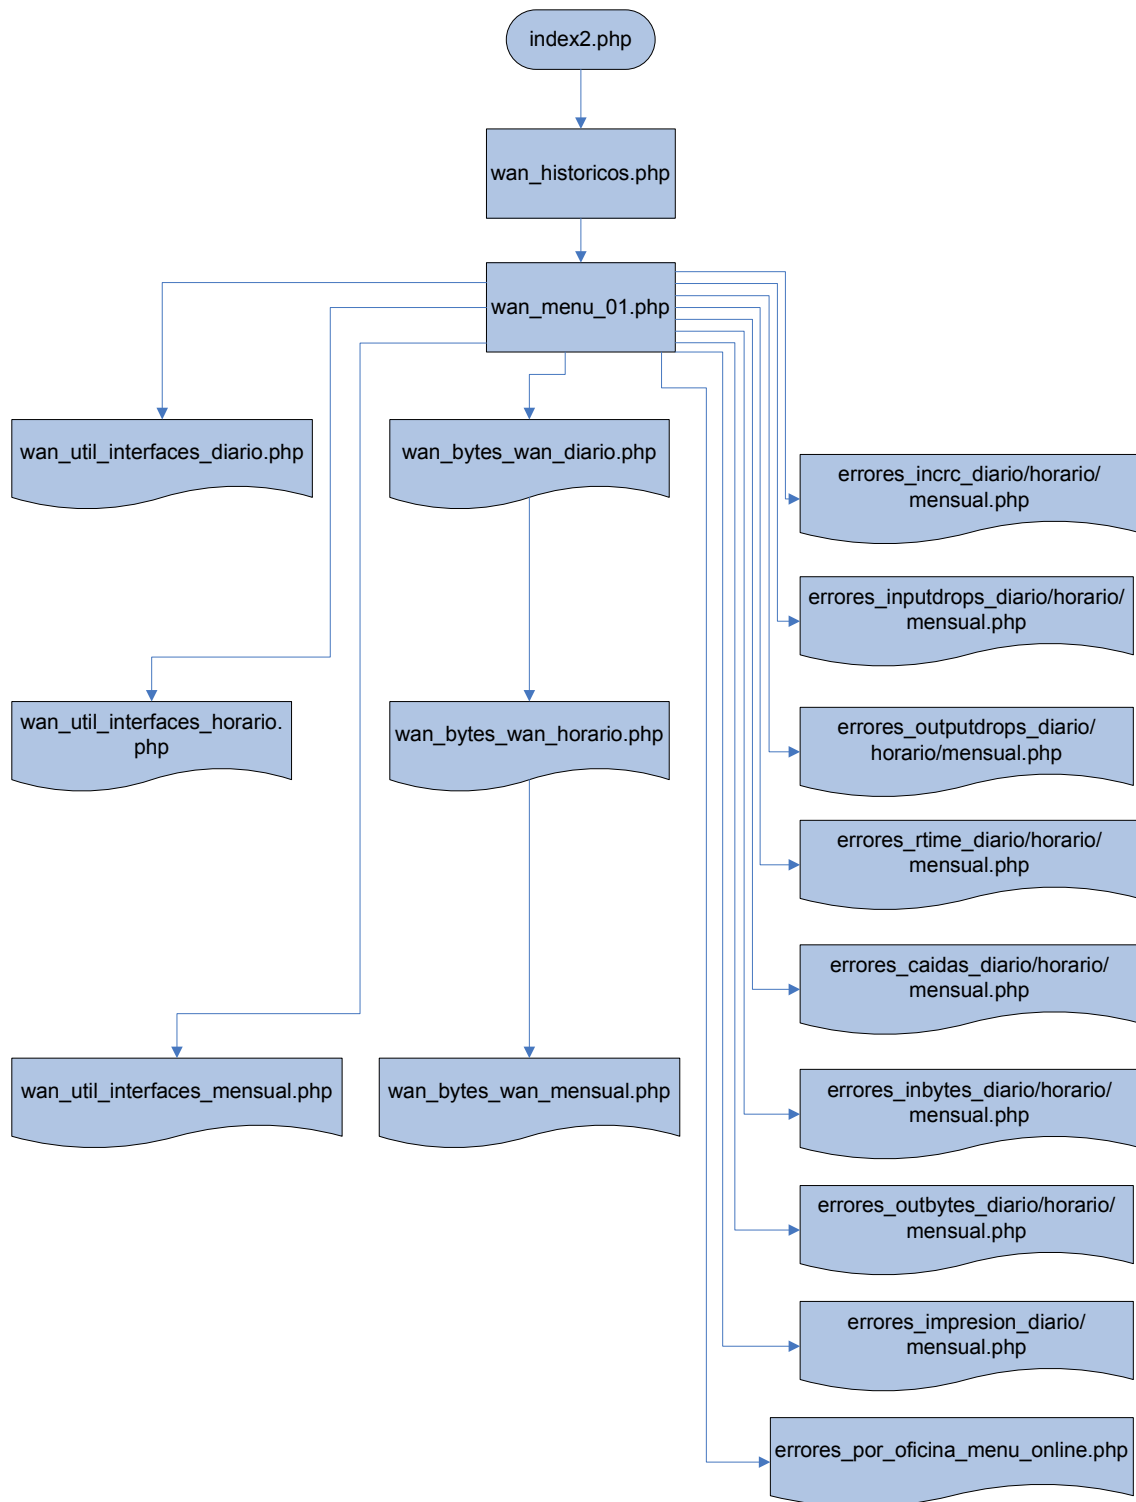 index2.php
wan_historicos.php
wan_menu_01.php
wan_util_interfaces_diario.php
wan_bytes_wan_diario.php
errores_incrc_diario/horario/
mensual.php
errores_inputdrops_diario/horario/
mensual.php
wan_util_interfaces_horario.
php
wan_bytes_wan_horario.php
errores_outputdrops_diario/
horario/mensual.php
errores_rtime_diario/horario/
mensual.php
errores_caidas_diario/horario/
mensual.php
wan_util_interfaces_mensual.php
wan_bytes_wan_mensual.php
errores_inbytes_diario/horario/
mensual.php
errores_outbytes_diario/horario/
mensual.php
errores_impresion_diario/
mensual.php
errores_por_oficina_menu_online.php